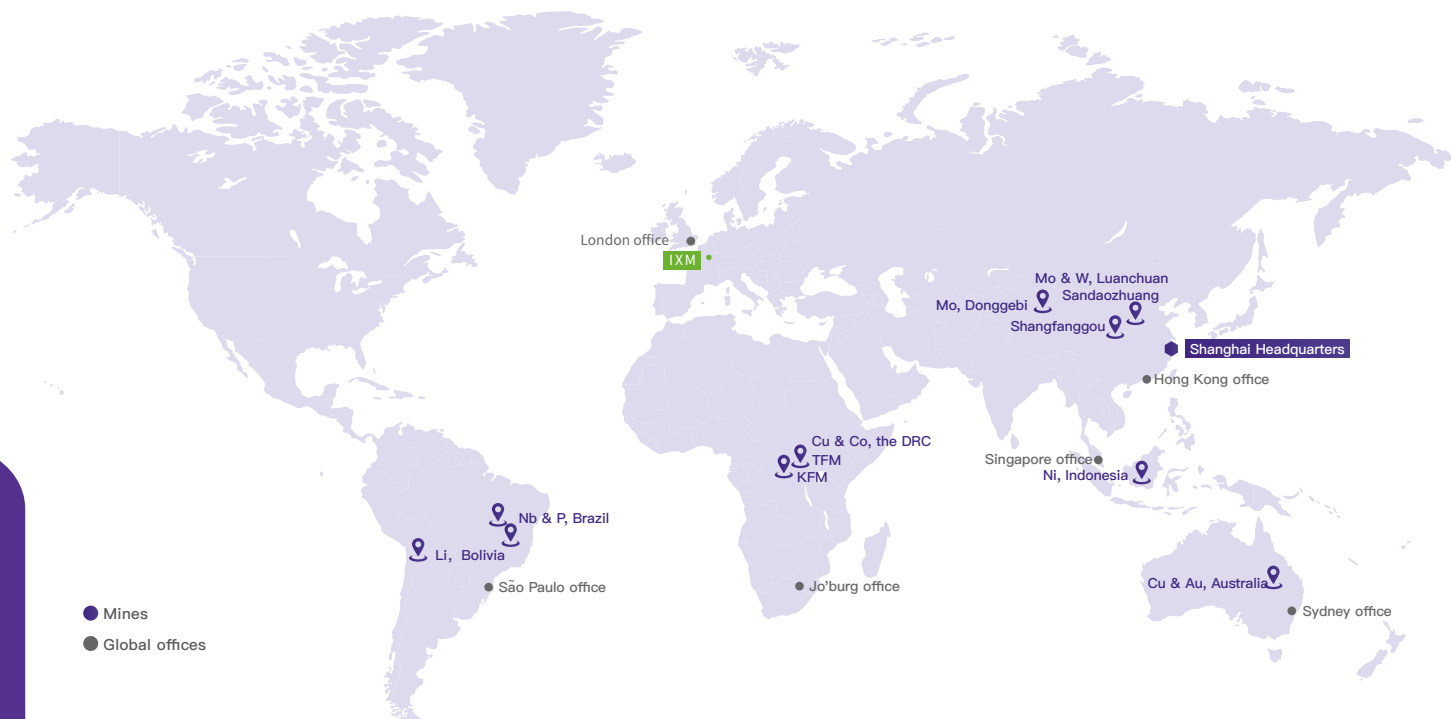 London office
IXM
Mo & W, Luanchuan
Sandaozhuang
Mo, Donggebi
Shangfanggou
Shanghai Headquarters
Hong Kong office
Cu & Co, the DRC
TFM
KFM
Singapore office
Ni, Indonesia
Nb & P, Brazil
Li, Bolivia
São Paulo office
Jo'burg office
Cu & Au, Australia
Sydney office
Mines
Global offices